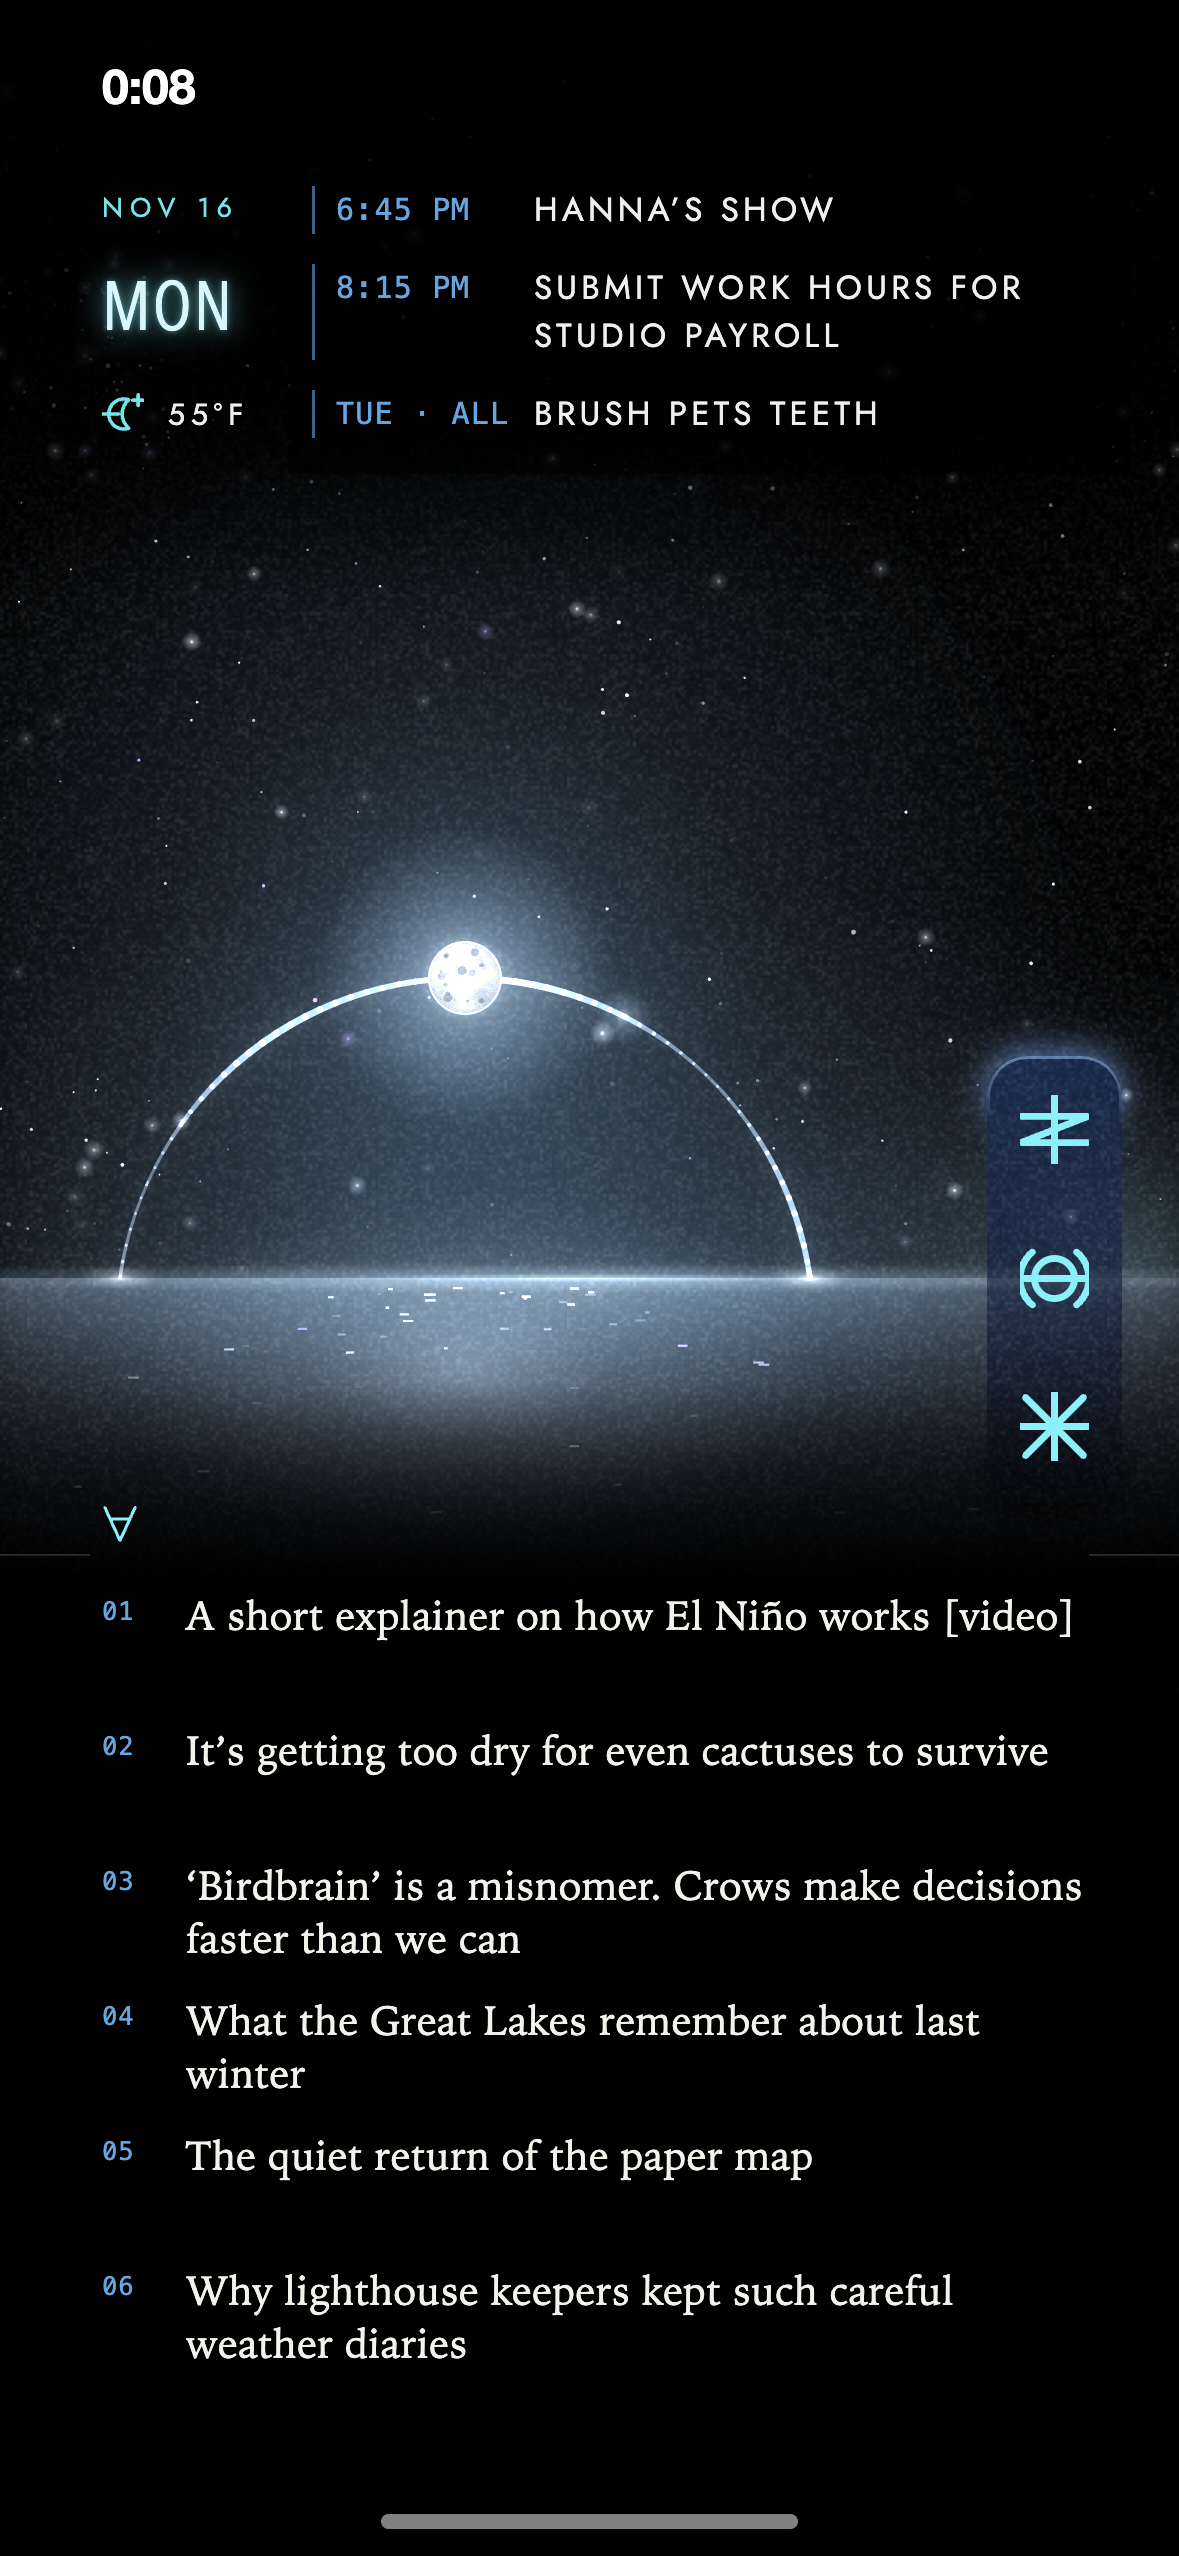 0:08
NOV 16
MON
55°F
6:45 PM HANNA’S SHOW
8:15 PM SUBMIT WORK HOURS FOR
STUDIO PAYROLL
TUE · ALL BRUSH PETS TEETH
01 A short explainer on how El Niño works [video]
02 It’s getting too dry for even cactuses to survive
03 ‘Birdbrain’ is a misnomer. Crows make decisions
faster than we can
04 What the Great Lakes remember about last
winter
05 The quiet return of the paper map
06 Why lighthouse keepers kept such careful
weather diaries